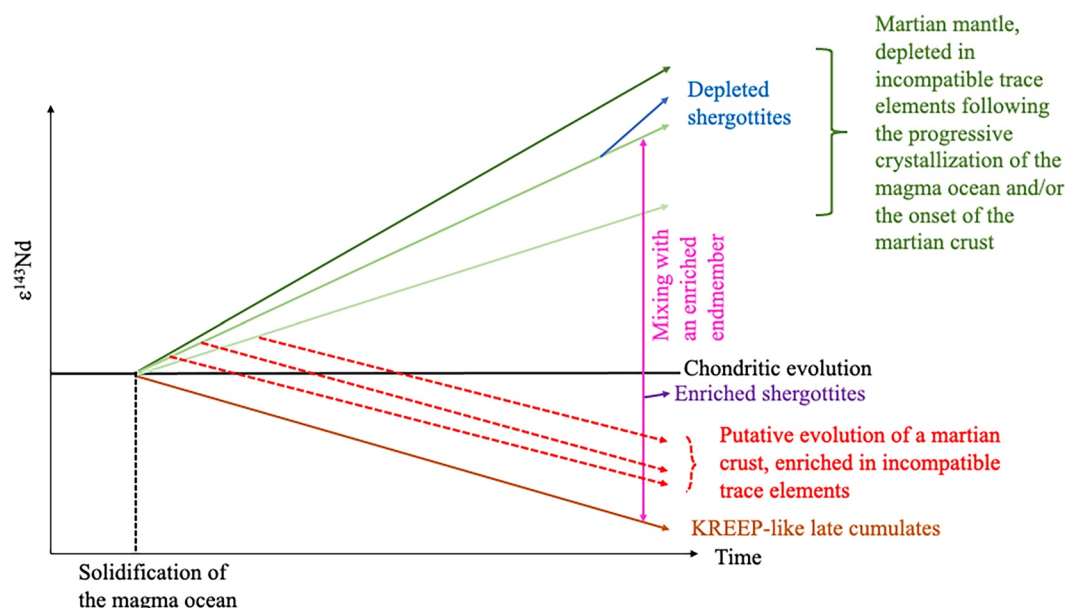 Martian mantle,
depleted in
incompatible trace
elements following
the progressive
crystallization of the
magma ocean and/or
the onset of the
martian crust
Depleted
shergottites
ε¹⁴³Nd
Mixing with
an enriched
endmember
Chondritic evolution
Enriched shergottites
Putative evolution of a martian
crust, enriched in incompatible
trace elements
KREEP-like late cumulates
Time
Solidification of
the magma ocean